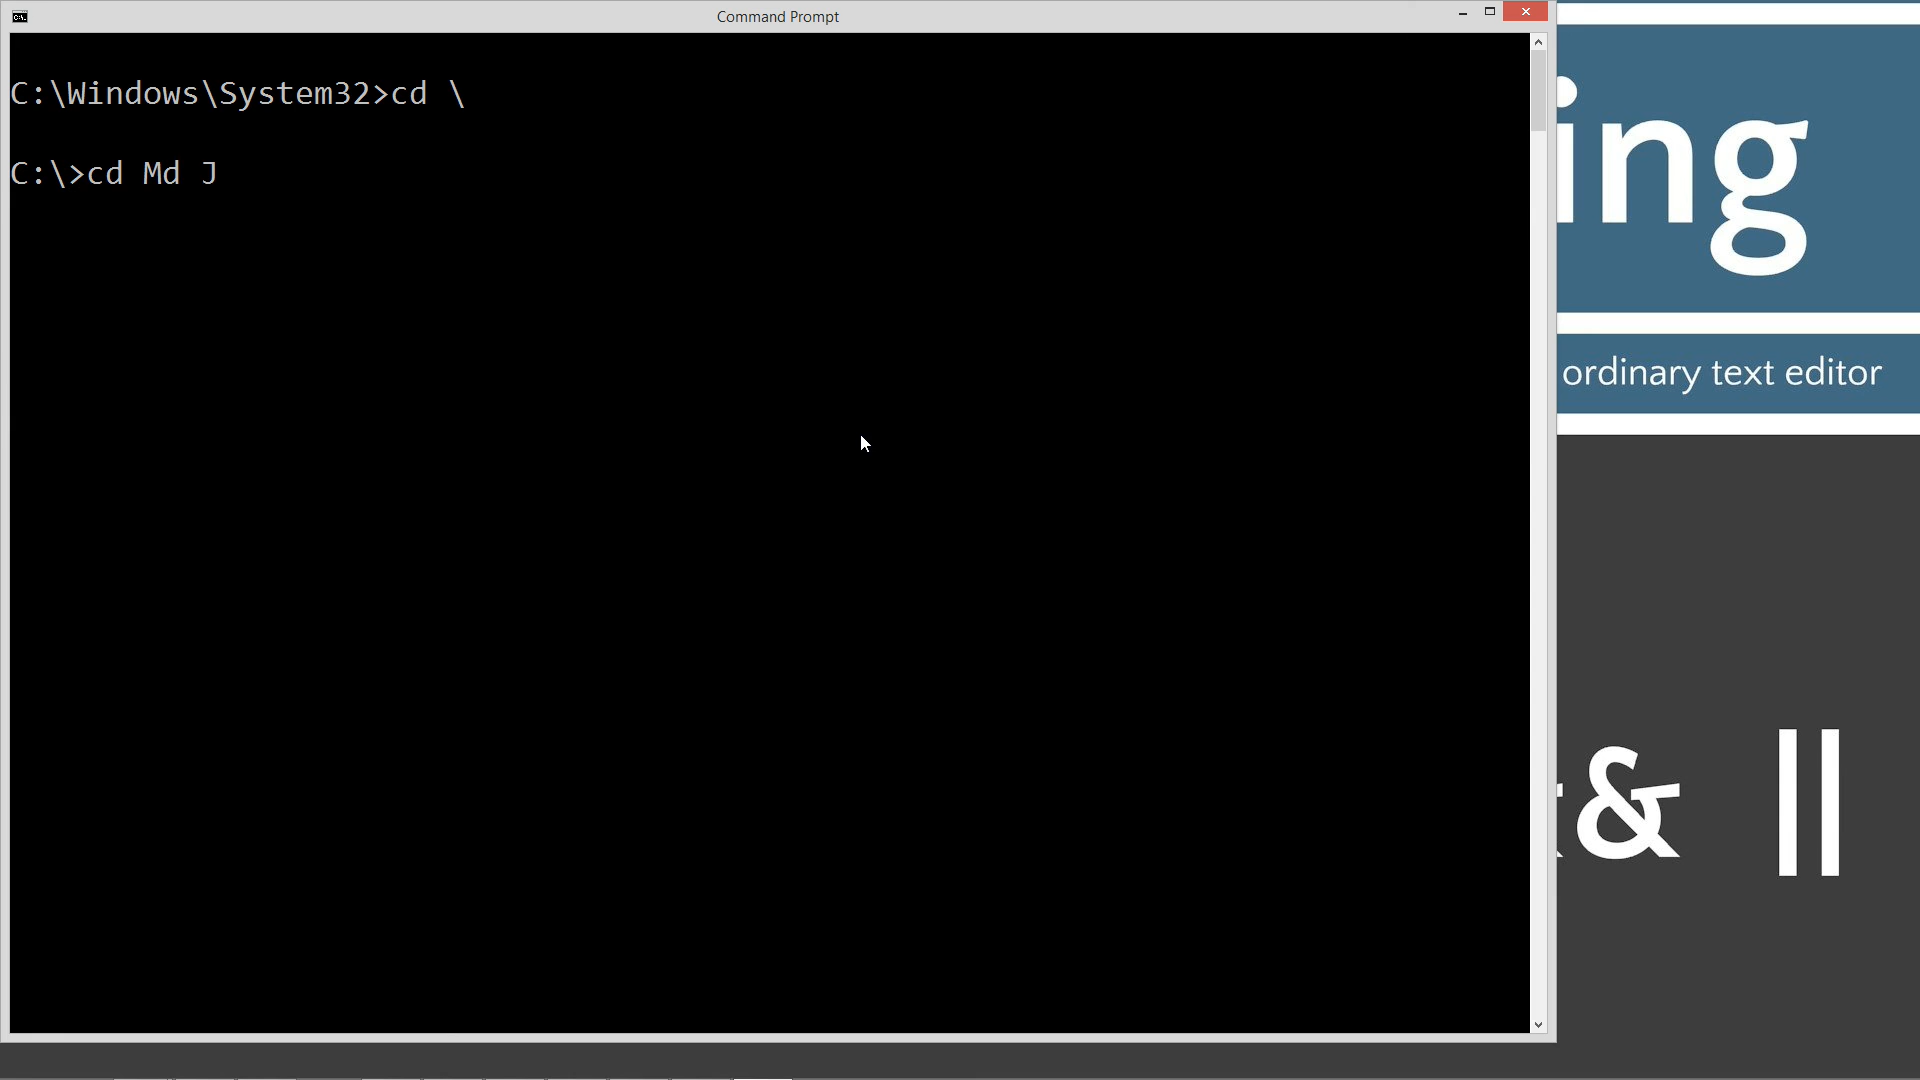 Command Prompt
C:\Windows\System32>cd \
C:\>cd Md J
ing
ordinary text editor
& ||